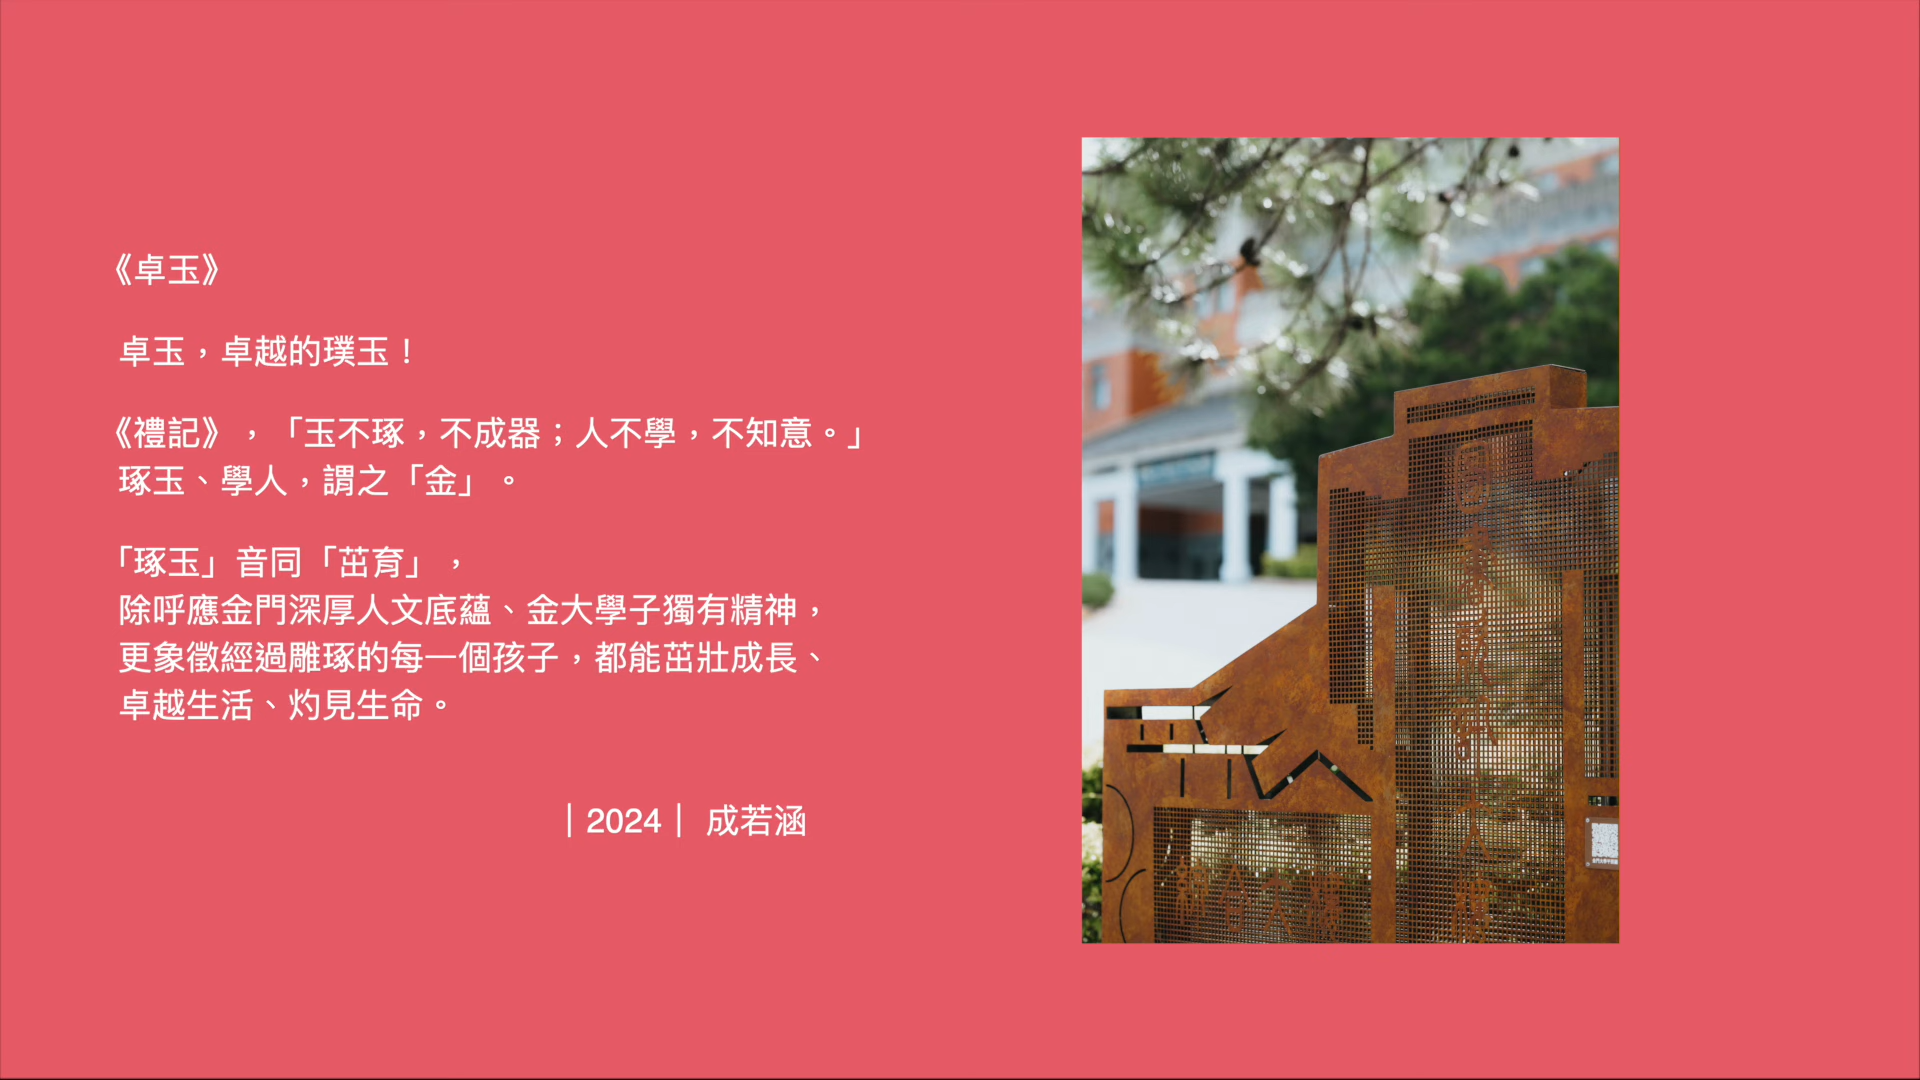 《卓玉》
卓玉，卓越的璞玉！
《禮記》，「玉不琢，不成器；人不學，不知意。」
琢玉、學人，謂之「金」。
「琢玉」音同「茁育」，
除呼應金門深厚人文底蘊、金大學子獨有精神，
更象徵經過雕琢的每一個孩子，都能茁壯成長、
卓越生活、灼見生命。
｜2024｜ 成若涵
綜合大樓